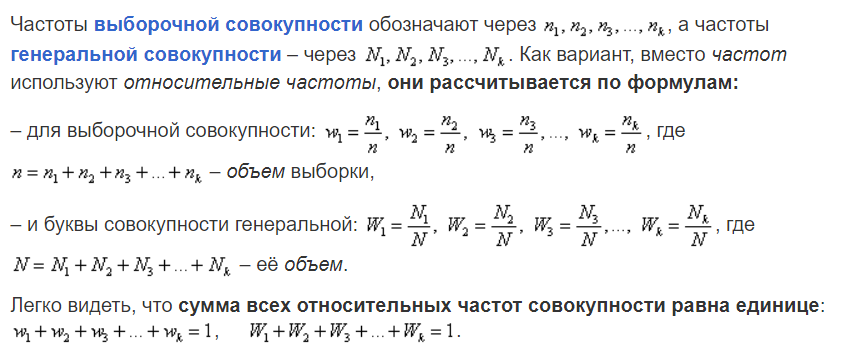 Частоты выборочной совокупности обозначают через n₁, n₂, n₃, ..., nₖ, а частоты
генеральной совокупности – через N₁, N₂, N₃, ..., Nₖ. Как вариант, вместо частот
используют относительные частоты, они рассчитывается по формулам:
– для выборочной совокупности: w₁ = n₁/n, w₂ = n₂/n, w₃ = n₃/n, ..., wₖ = nₖ/n, где
n = n₁ + n₂ + n₃ + ... + nₖ – объем выборки,
– и буквы совокупности генеральной: W₁ = N₁/N, W₂ = N₂/N, W₃ = N₃/N, ..., Wₖ = Nₖ/N, где
N = N₁ + N₂ + N₃ + ... + Nₖ – её объем.
Легко видеть, что сумма всех относительных частот совокупности равна единице:
w₁ + w₂ + w₃ + ... + wₖ = 1, W₁ + W₂ + W₃ + ... + Wₖ = 1.